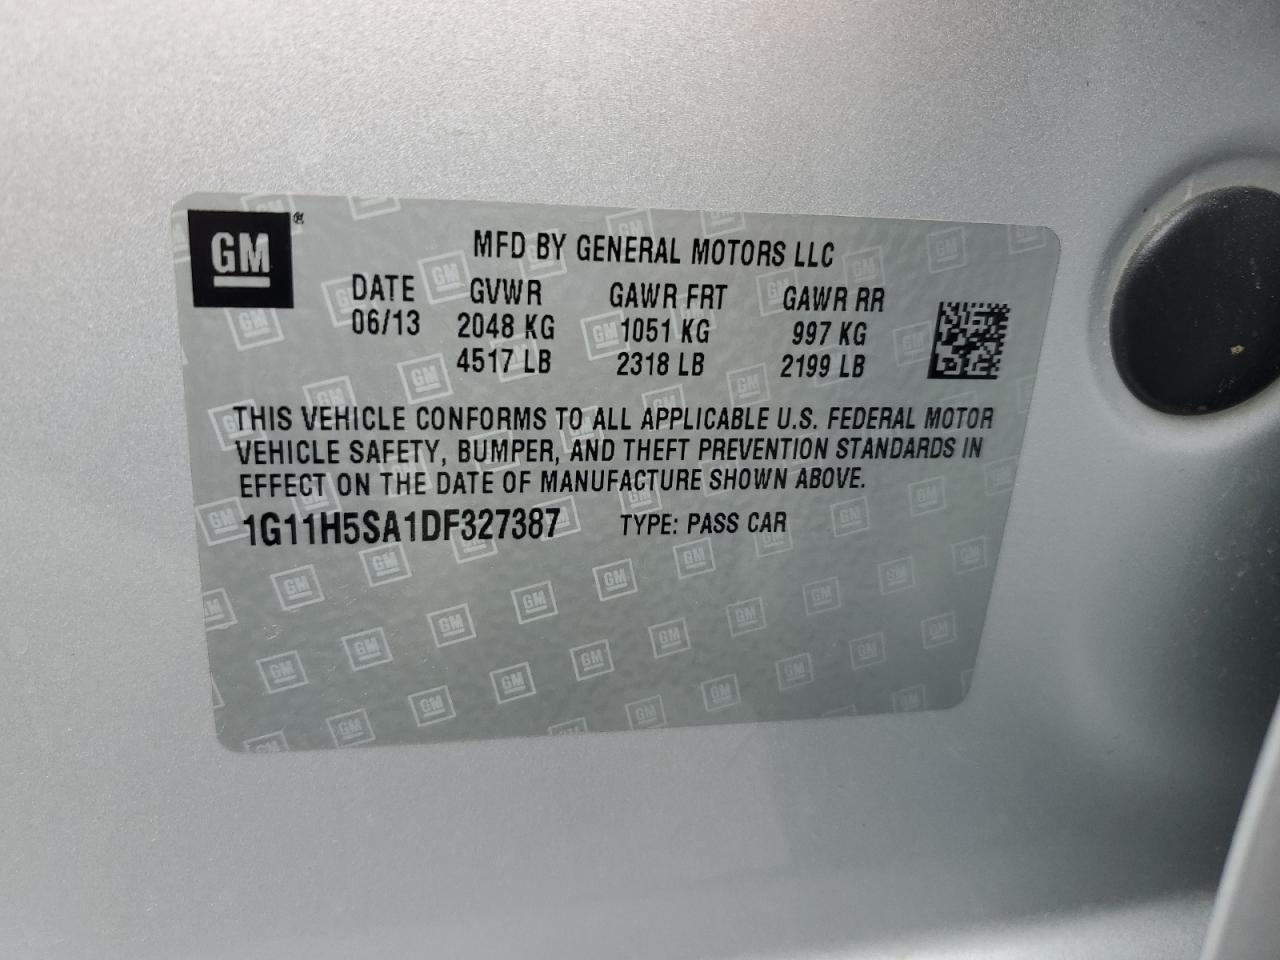 GM®
MFD BY GENERAL MOTORS LLC
DATE GVWR GAWR FRT GAWR RR
06/13 2048 KG 1051 KG 997 KG
4517 LB 2318 LB 2199 LB
THIS VEHICLE CONFORMS TO ALL APPLICABLE U.S. FEDERAL MOTOR
VEHICLE SAFETY, BUMPER, AND THEFT PREVENTION STANDARDS IN
EFFECT ON THE DATE OF MANUFACTURE SHOWN ABOVE.
1G11H5SA1DF327387 TYPE: PASS CAR